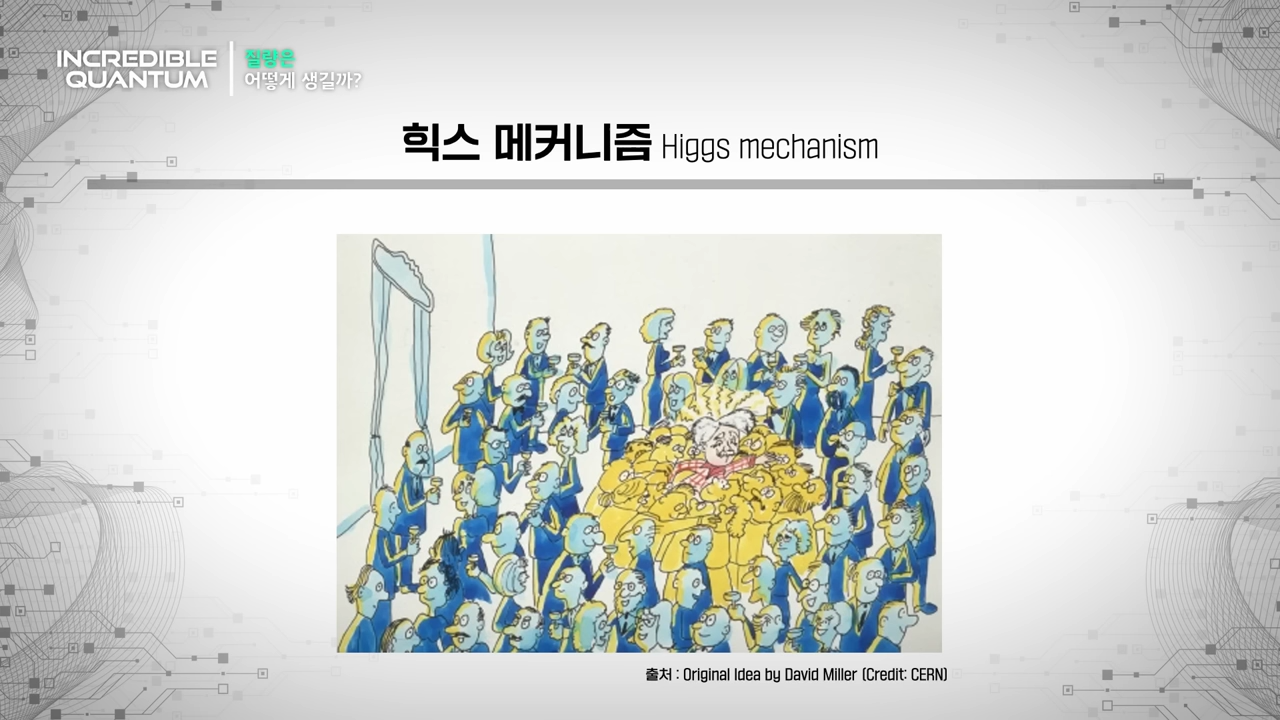 INCREDIBLE
QUANTUM
질량은
어떻게 생길까?
힉스 메커니즘 Higgs mechanism
출처 : Original Idea by David Miller (Credit: CERN)